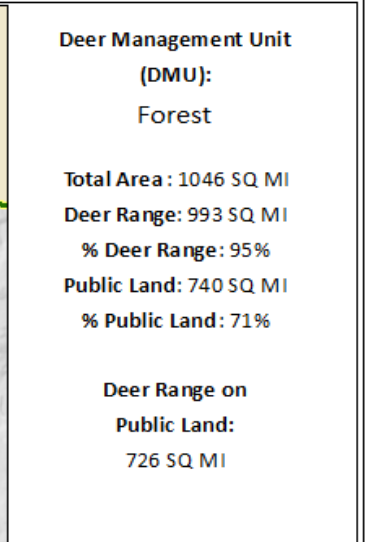 Deer Management Unit
(DMU):
Forest
Total Area: 1046 SQ MI
Deer Range: 993 SQ MI
% Deer Range: 95%
Public Land: 740 SQ MI
% Public Land: 71%
Deer Range on
Public Land:
726 SQ MI